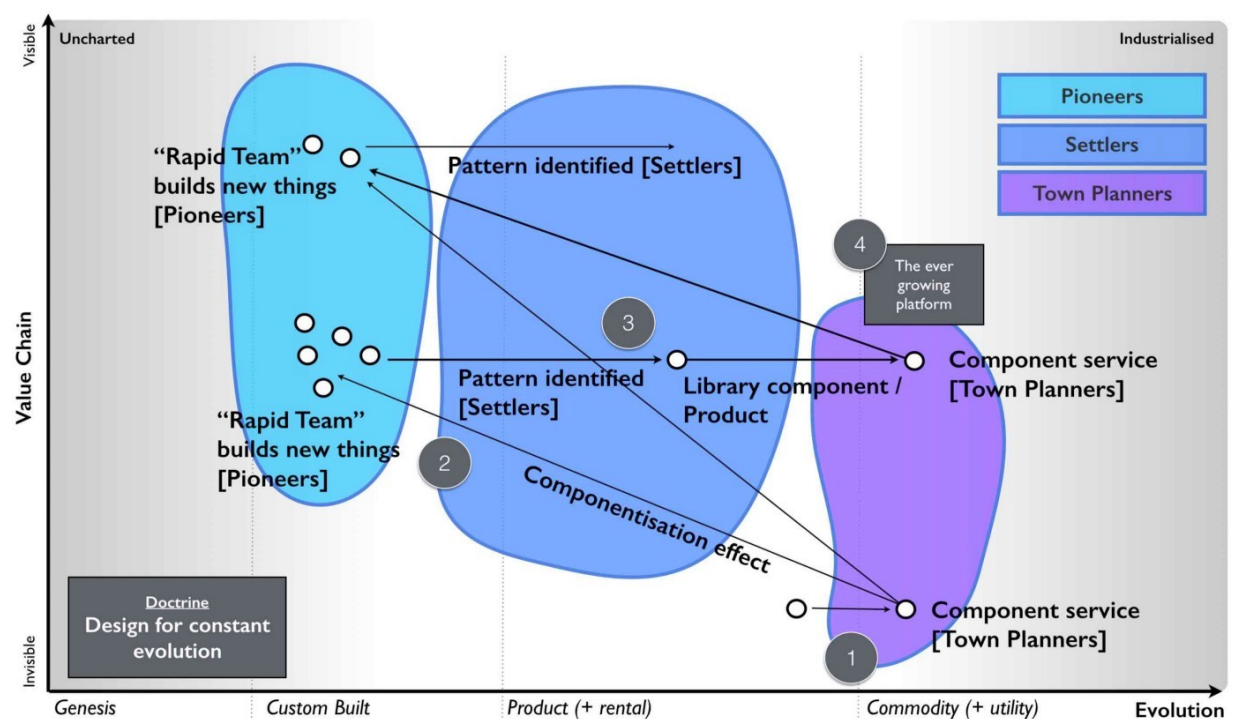 Visible
Uncharted
Industrialised
Pioneers
Settlers
Town Planners
“Rapid Team”
builds new things
[Pioneers]
Pattern identified [Settlers]
4
The ever
growing
platform
3
Pattern identified
[Settlers]
Library component /
Product
Component service
[Town Planners]
Value Chain
“Rapid Team”
builds new things
[Pioneers]
2
Componentisation effect
Component service
[Town Planners]
1
Doctrine
Design for constant
evolution
Invisible
Genesis
Custom Built
Product (+ rental)
Commodity (+ utility)
Evolution